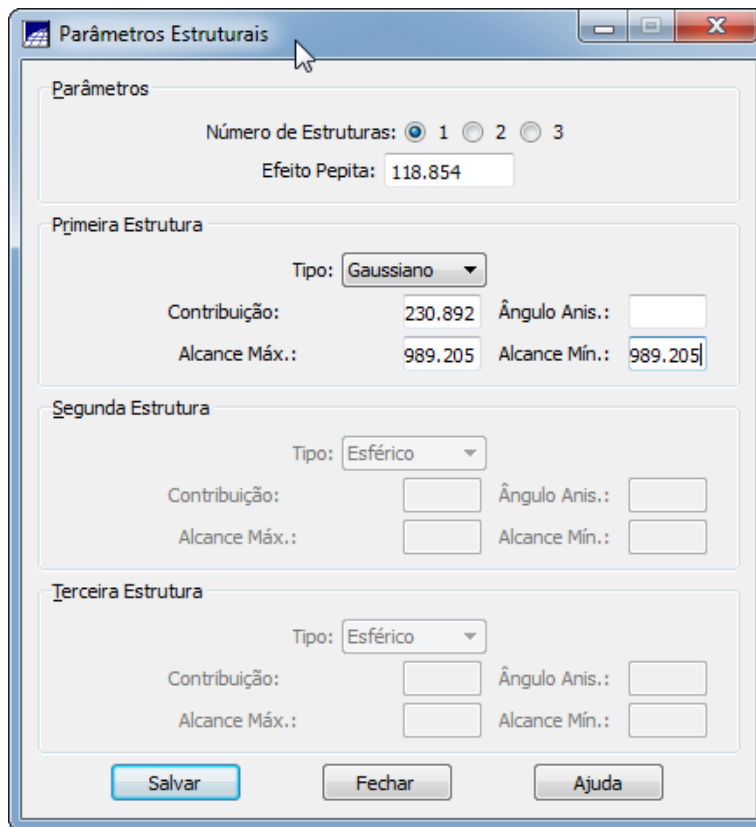 Parâmetros Estruturais
Parâmetros
Número de Estruturas: 1 2 3
Efeito Pepita: 118.854
Primeira Estrutura
Tipo: Gaussiano
Contribuição: 230.892 Ângulo Anis.:
Alcance Máx.: 989.205 Alcance Mín.: 989.205
Segunda Estrutura
Tipo: Esférico
Contribuição: Ângulo Anis.:
Alcance Máx.: Alcance Mín.:
Terceira Estrutura
Tipo: Esférico
Contribuição: Ângulo Anis.:
Alcance Máx.: Alcance Mín.:
Salvar Fechar Ajuda